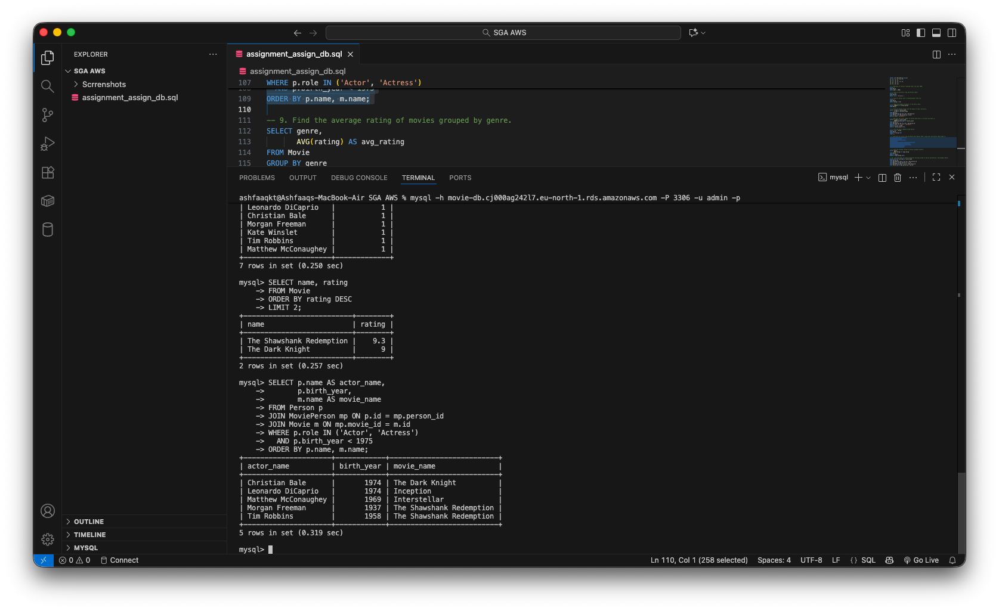 SGA AWS
EXPLORER
SGA AWS
Scrrenshots
assignment_assign_db.sql
OUTLINE
TIMELINE
MYSQL
assignment_assign_db.sql
assignment_assign_db.sql
107 WHERE p.role IN ('Actor', 'Actress')
108 AND p.birth_year < 1975
109 ORDER BY p.name, m.name;
110
111 -- 9. Find the average rating of movies grouped by genre.
112 SELECT genre,
113 AVG(rating) AS avg_rating
114 FROM Movie
115 GROUP BY genre
PROBLEMS OUTPUT DEBUG CONSOLE TERMINAL PORTS
mysql
ashfaaqkt@Ashfaaqs-MacBook-Air SGA AWS % mysql -h movie-db.cj000ag242l7.eu-north-1.rds.amazonaws.com -P 3306 -u admin -p
| Leonardo DiCaprio | 1 |
| Christian Bale | 1 |
| Morgan Freeman | 1 |
| Kate Winslet | 1 |
| Tim Robbins | 1 |
| Matthew McConaughey | 1 |
+---------------------+-------------+
7 rows in set (0.250 sec)
mysql> SELECT name, rating
-> FROM Movie
-> ORDER BY rating DESC
-> LIMIT 2;
+--------------------------+--------+
| name | rating |
+--------------------------+--------+
| The Shawshank Redemption | 9.3 |
| The Dark Knight | 9 |
+--------------------------+--------+
2 rows in set (0.257 sec)
mysql> SELECT p.name AS actor_name,
-> p.birth_year,
-> m.name AS movie_name
-> FROM Person p
-> JOIN MoviePerson mp ON p.id = mp.person_id
-> JOIN Movie m ON mp.movie_id = m.id
-> WHERE p.role IN ('Actor', 'Actress')
-> AND p.birth_year < 1975
-> ORDER BY p.name, m.name;
+---------------------+------------+--------------------------+
| actor_name | birth_year | movie_name |
+---------------------+------------+--------------------------+
| Christian Bale | 1974 | The Dark Knight |
| Leonardo DiCaprio | 1974 | Inception |
| Matthew McConaughey | 1969 | Interstellar |
| Morgan Freeman | 1937 | The Shawshank Redemption |
| Tim Robbins | 1958 | The Shawshank Redemption |
+---------------------+------------+--------------------------+
5 rows in set (0.319 sec)
mysql>
0 0 Connect Ln 110, Col 1 (258 selected) Spaces: 4 UTF-8 LF {} SQL Go Live